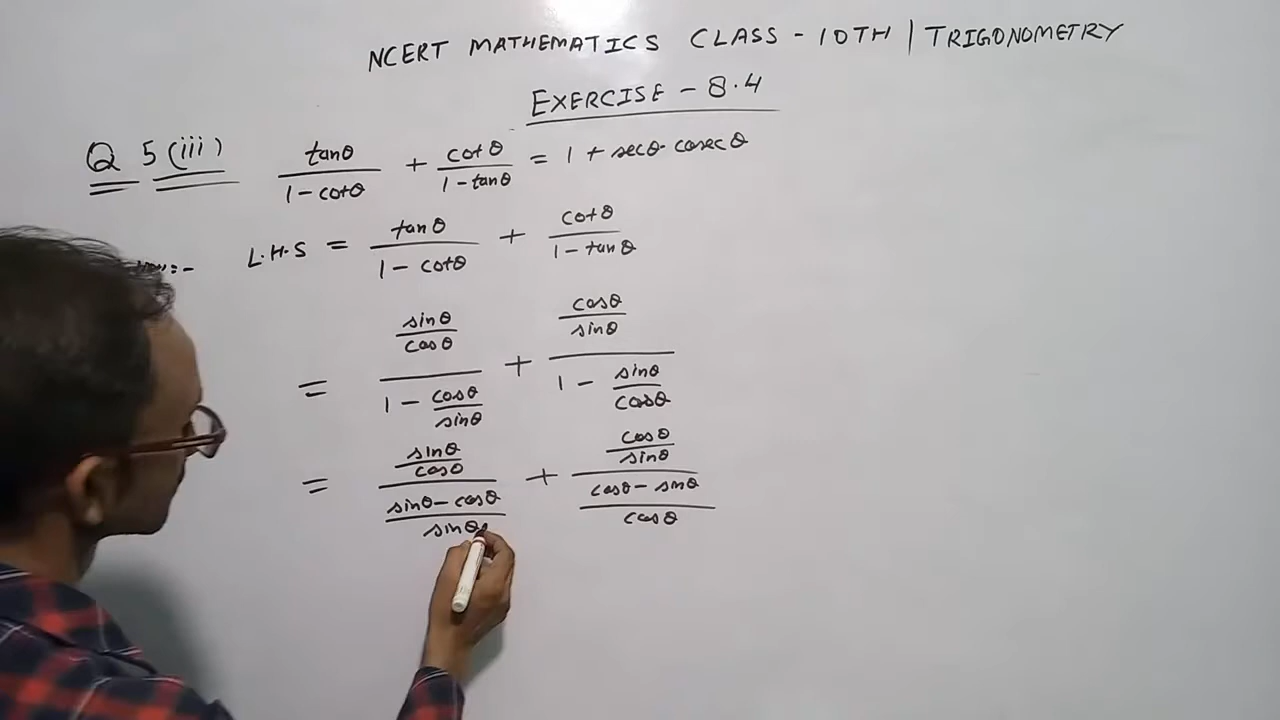 NCERT MATHEMATICS CLASS - 10TH | TRIGONOMETRY
EXERCISE - 8.4
Q 5 (iii) tanθ / (1 - cotθ) + cotθ / (1 - tanθ) = 1 + secθ cosecθ
L.H.S = tanθ / (1 - cotθ) + cotθ / (1 - tanθ)
= (sinθ / cosθ) / (1 - cosθ / sinθ) + (cosθ / sinθ) / (1 - sinθ / cosθ)
= (sinθ / cosθ) / ((sinθ - cosθ) / sinθ) + (cosθ / sinθ) / ((cosθ - sinθ) / cosθ)